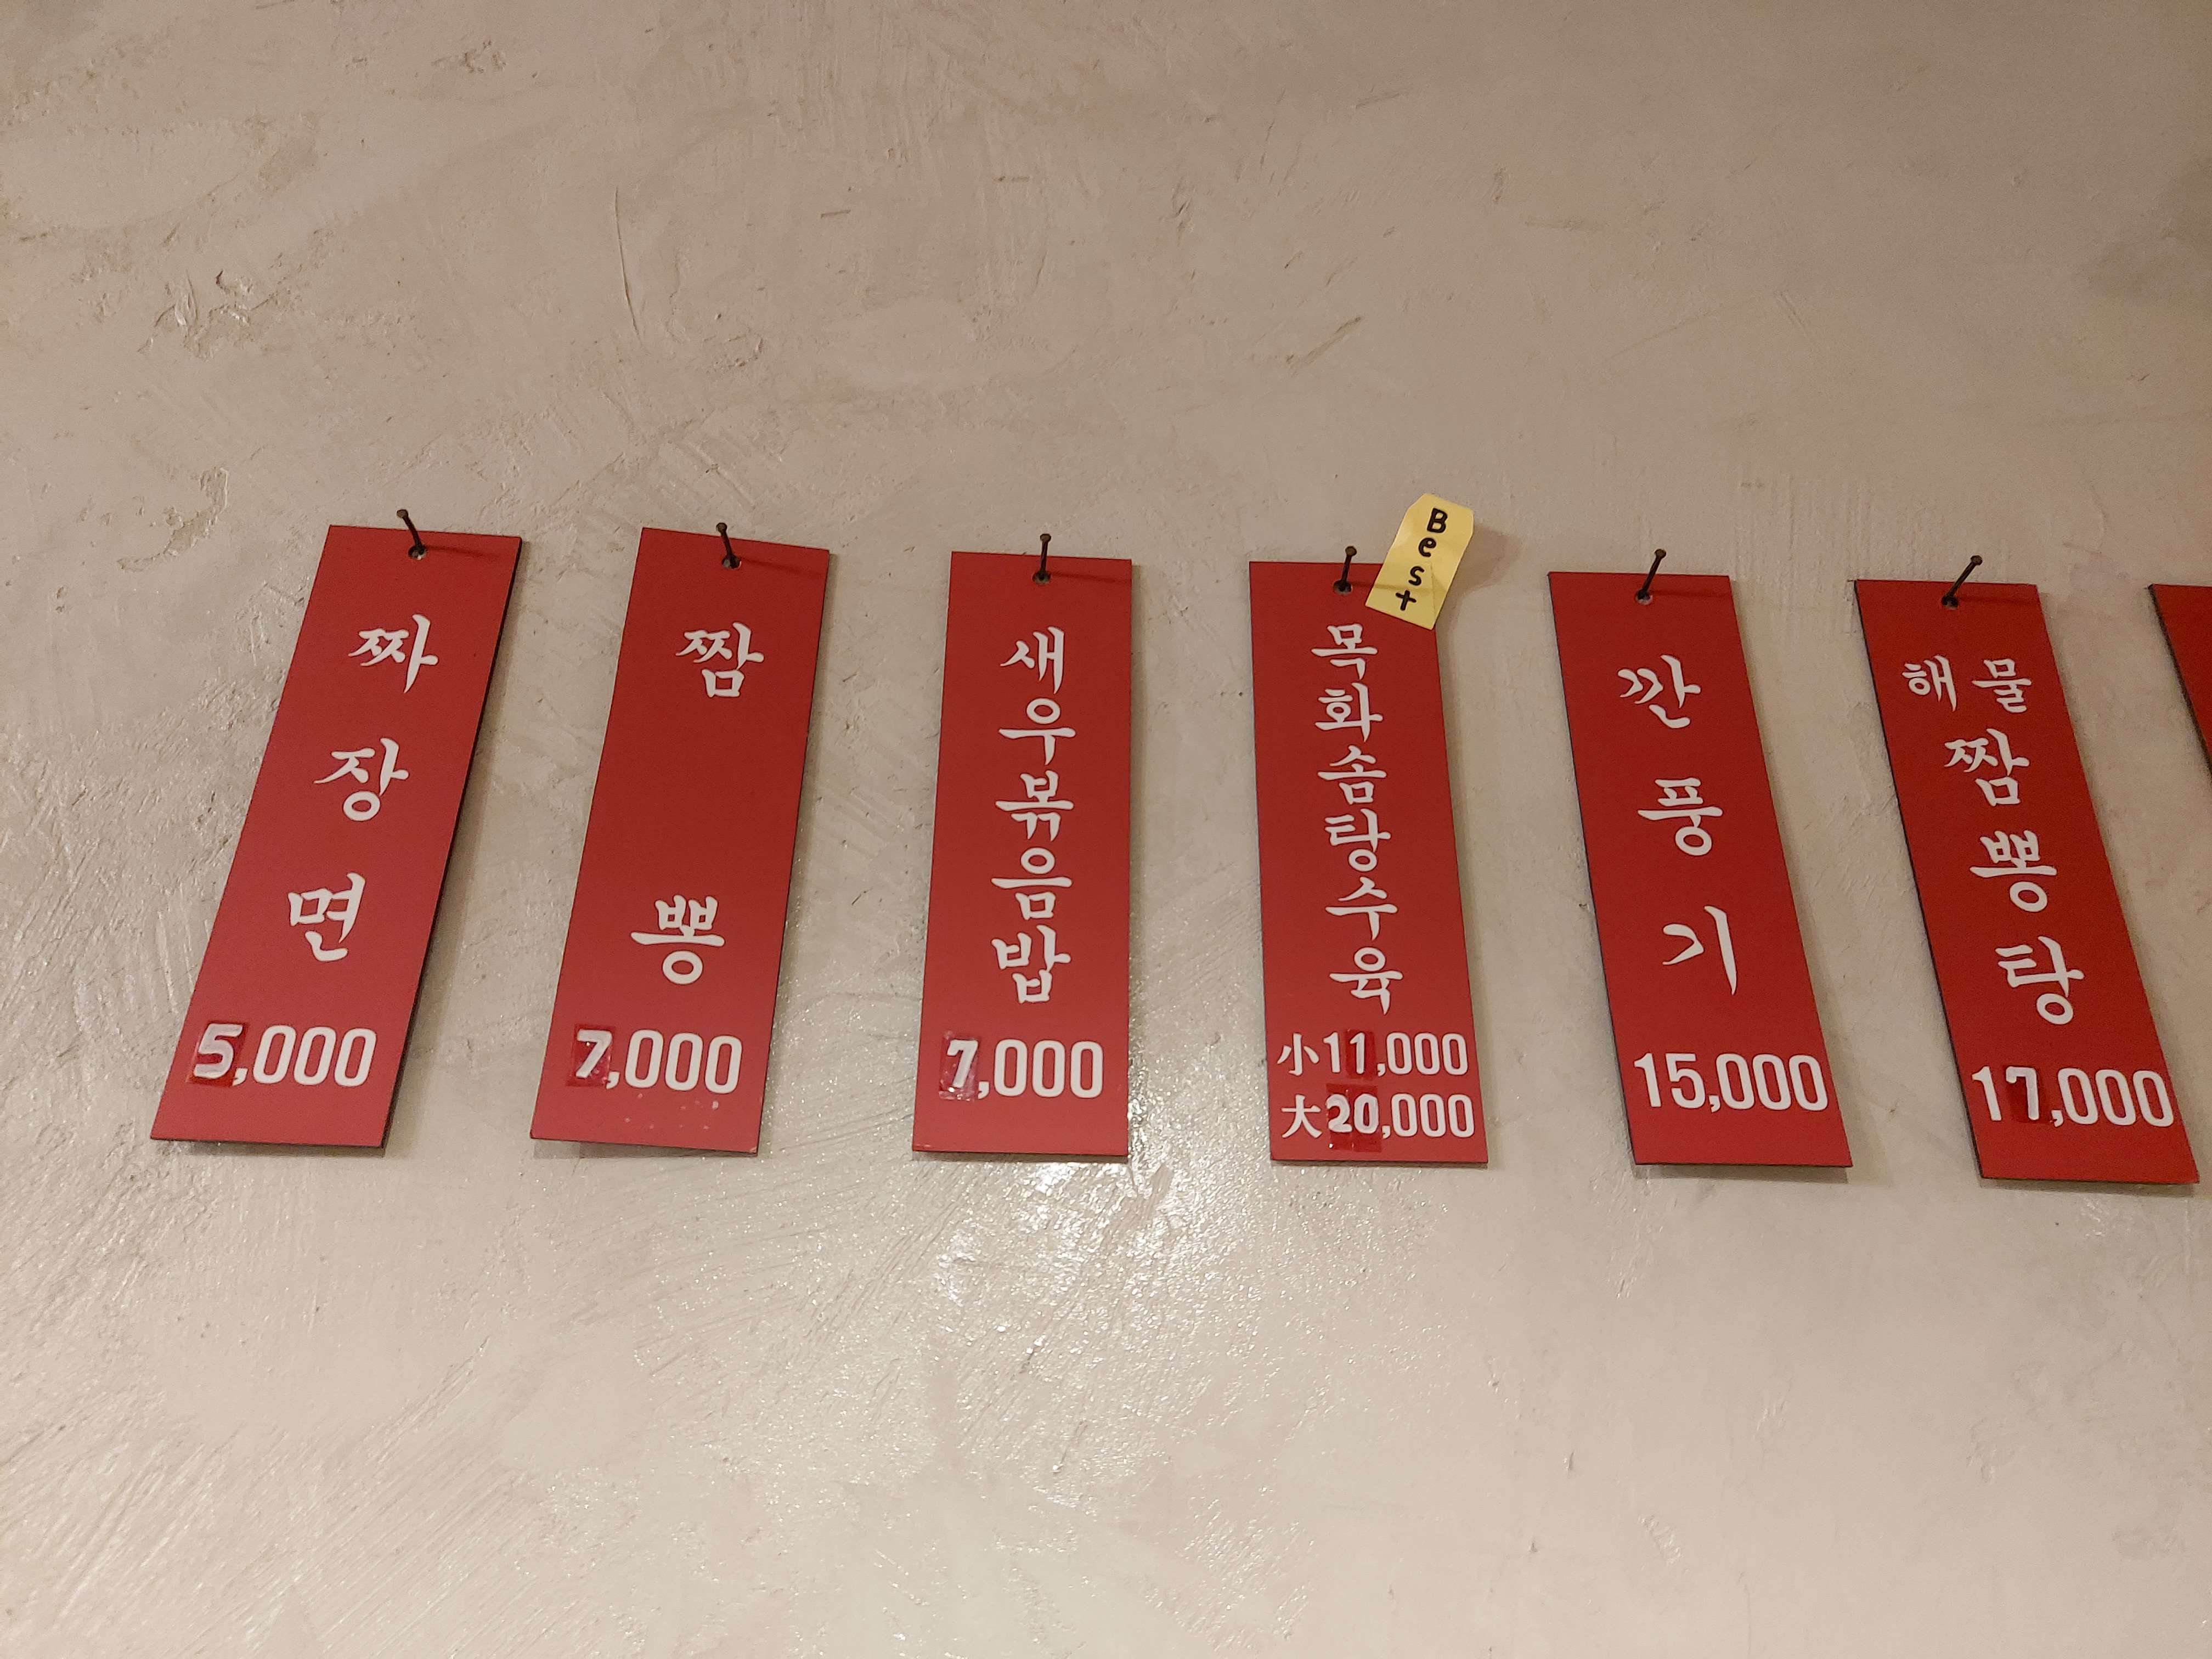 짜장면
5,000
짬뽕
7,000
새우볶음밥
7,000
Best
목화솜탕수육
小11,000
大20,000
깐풍기
15,000
해물
짬뽕탕
17,000